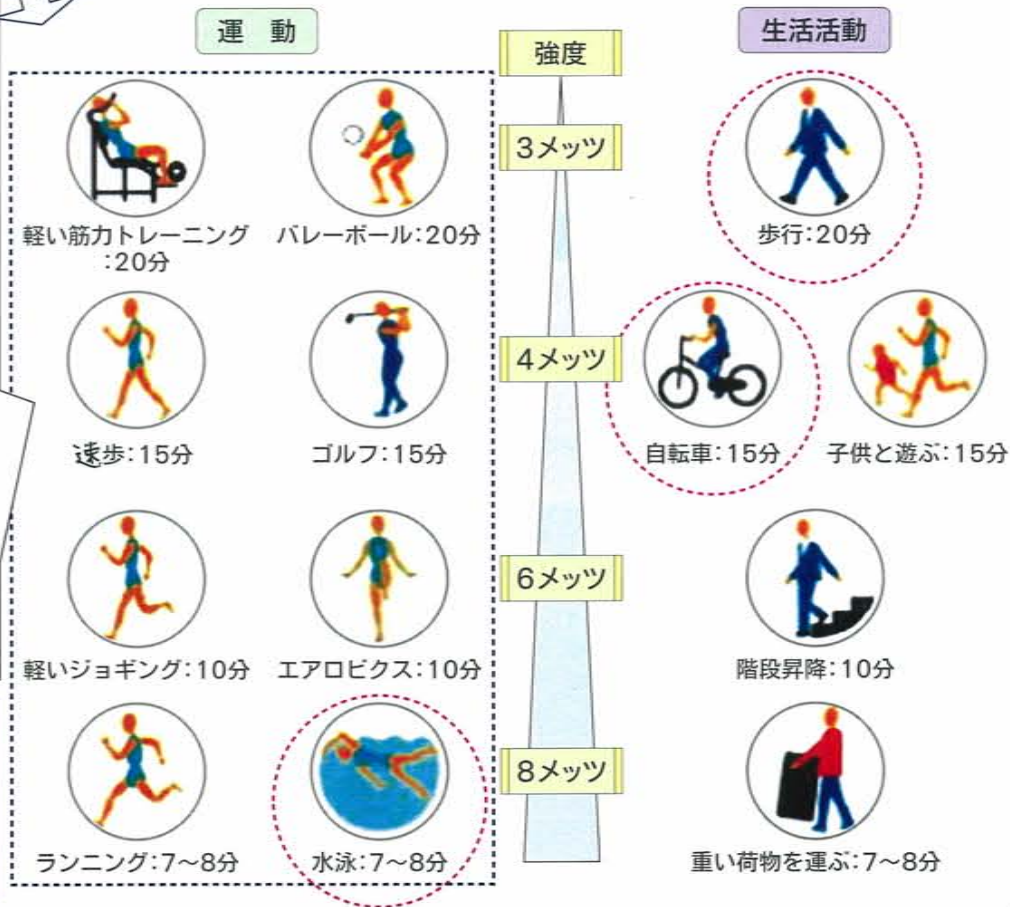 運 動
強度
生活活動
3メッツ
軽い筋力トレーニング
:20分
バレーボール:20分
歩行:20分
4メッツ
速歩:15分
ゴルフ:15分
自転車:15分
子供と遊ぶ:15分
6メッツ
軽いジョギング:10分
エアロビクス:10分
階段昇降:10分
8メッツ
ランニング:7〜8分
水泳:7〜8分
重い荷物を運ぶ:7〜8分